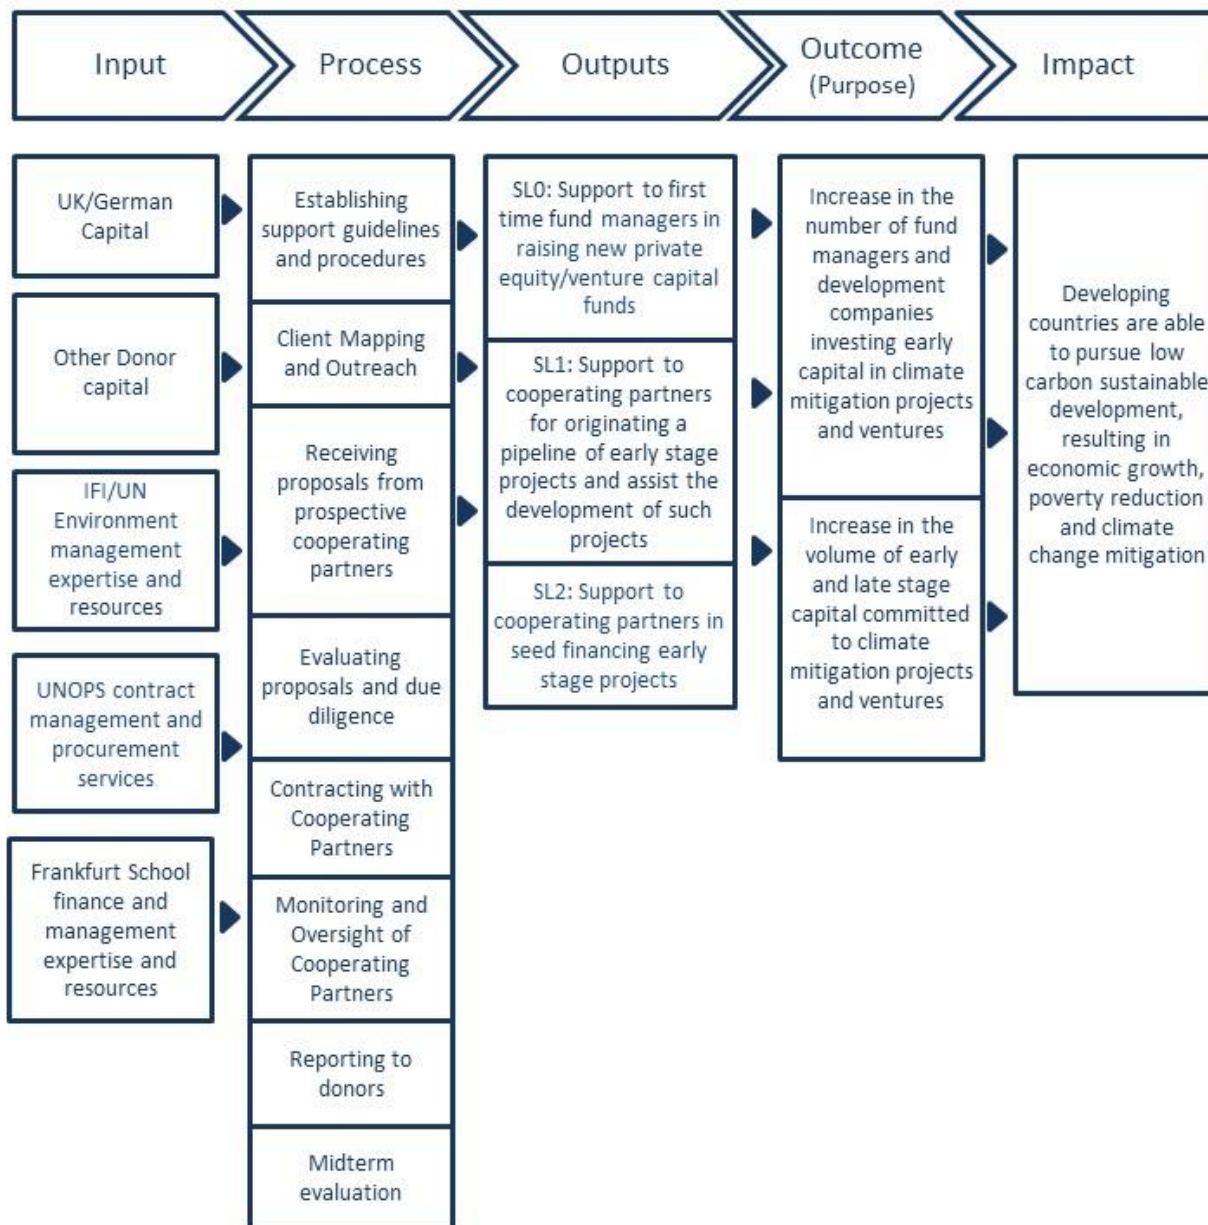 Input
Process
Outputs
Outcome
(Purpose)
Impact
UK/German
Capital
Other Donor
capital
IFI/UN
Environment
management
expertise and
resources
UNOPS contract
management and
procurement
services
Frankfurt School
finance and
management
expertise and
resources
Establishing
support guidelines
and procedures
Client Mapping
and Outreach
Receiving
proposals from
prospective
cooperating
partners
Evaluating
proposals and due
diligence
Contracting with
Cooperating
Partners
Monitoring and
Oversight of
Cooperating
Partners
Reporting to
donors
Midterm
evaluation
SL0: Support to first
time fund managers in
raising new private
equity/venture capital
funds
SL1: Support to
cooperating partners
for originating a
pipeline of early stage
projects and assist the
development of such
projects
SL2: Support to
cooperating partners in
seed financing early
stage projects
Increase in the
number of fund
managers and
development
companies
investing early
capital in climate
mitigation projects
and ventures
Increase in the
volume of early
and late stage
capital committed
to climate
mitigation projects
and ventures
Developing
countries are able
to pursue low
carbon sustainable
development,
resulting in
economic growth,
poverty reduction
and climate
change mitigation